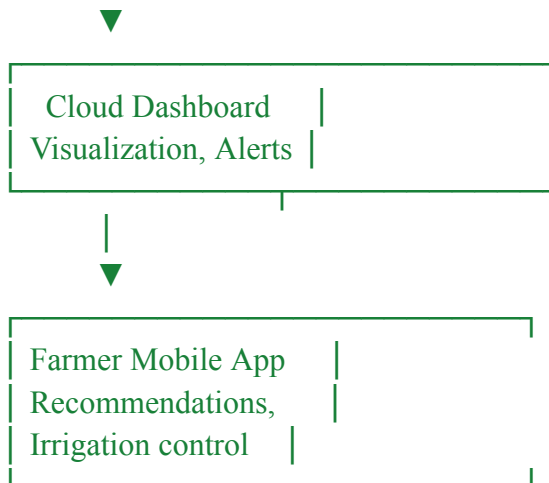 Cloud Dashboard
Visualization, Alerts
Farmer Mobile App
Recommendations,
Irrigation control